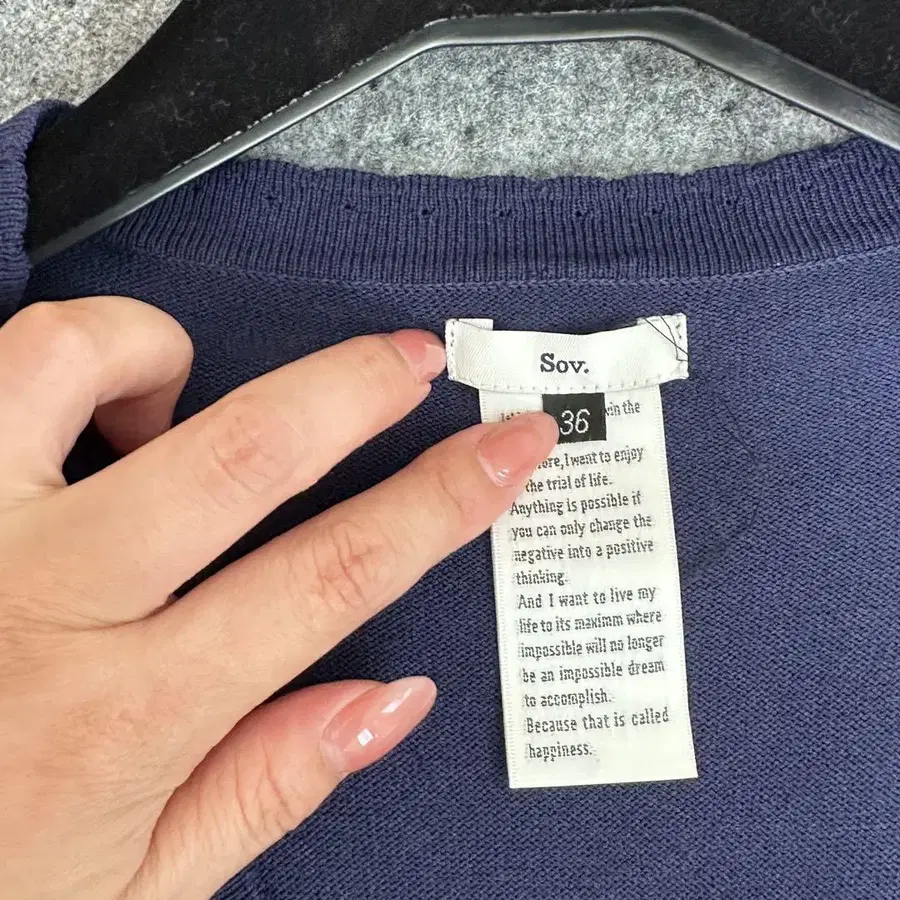 Sov.
36
win the
I want to enjoy
the trial of life.
Anything is possible if
you can only change the
negative into a positive
thinking.
And I want to live my
life to its maximm where
impossible will no longer
be an impossible dream
to accomplish.
Because that is called
happiness.